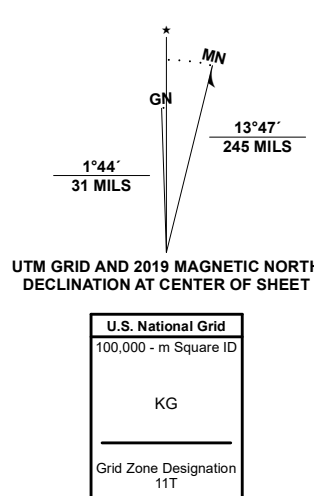 ★
MN
GN
13°47´
245 MILS
1°44´
31 MILS
UTM GRID AND 2019 MAGNETIC NORTH
DECLINATION AT CENTER OF SHEET
U.S. National Grid
100,000 - m Square ID
KG
Grid Zone Designation
11T